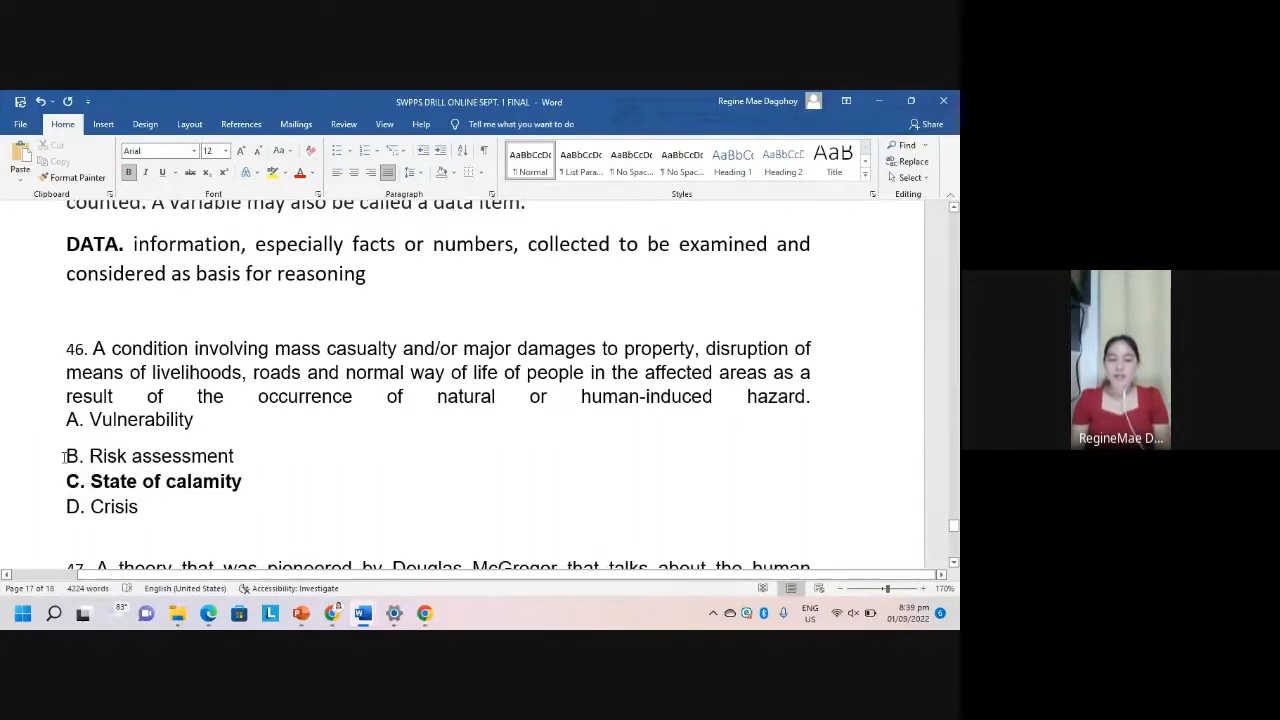 SWPPS DRILL ONLINE SEPT. 1 FINAL - Word
Regine Mae Dagohoy
File Home Insert Design Layout References Mailings Review View Help Tell me what you want to do
Share
Paste
Cut
Copy
Format Painter
Clipboard
Arial
12
Font
Paragraph
AaBbCcDc AaBbCcDc AaBbCcDc AaBbCcDc AaBbCc AaBbCcD AaB
¶ Normal ¶ List Para... ¶ No Spac... ¶ No Spac... Heading 1 Heading 2 Title
Styles
Find
Replace
Select
Editing
counted. A variable may also be called a data item.
DATA. information, especially facts or numbers, collected to be examined and
considered as basis for reasoning
46. A condition involving mass casualty and/or major damages to property, disruption of
means of livelihoods, roads and normal way of life of people in the affected areas as a
result of the occurrence of natural or human-induced hazard.
A. Vulnerability
B. Risk assessment
C. State of calamity
D. Crisis
47. A theory that was pioneered by Douglas McGregor that talks about the human
Page 17 of 18 4224 words English (United States) Accessibility: Investigate
170%
83°
ENG
US
8:39 pm
01/09/2022
6
RegineMae D...